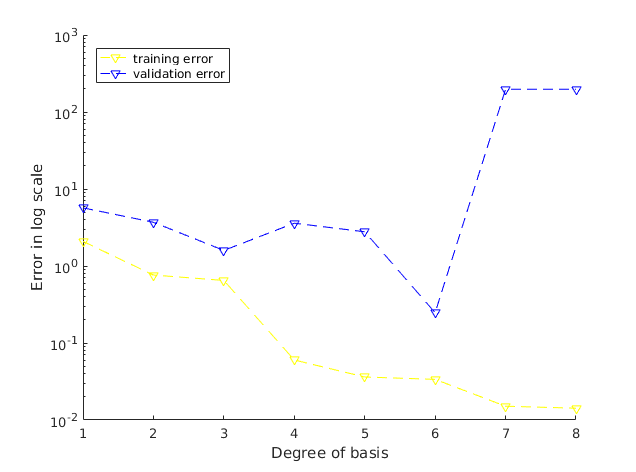 10^3
training error
validation error
10^2
10^1
10^0
10^-1
10^-2
Error in log scale
1 2 3 4 5 6 7 8
Degree of basis